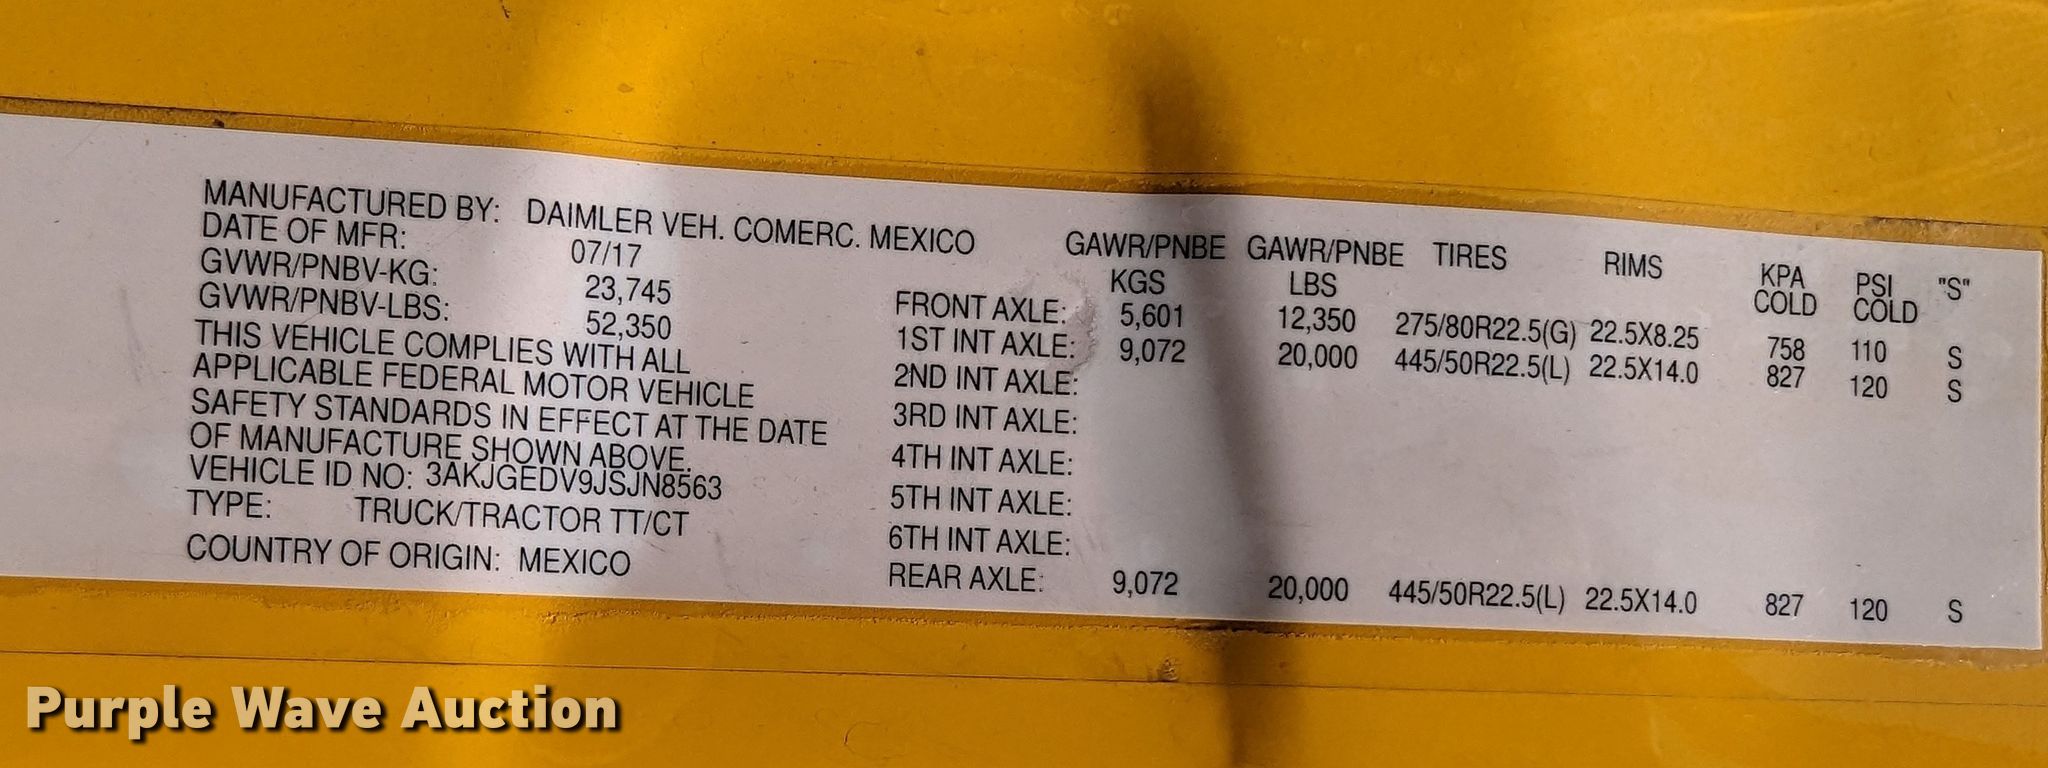 MANUFACTURED BY: DAIMLER VEH. COMERC. MEXICO
DATE OF MFR: 07/17
GVWR/PNBV-KG: 23,745
GVWR/PNBV-LBS: 52,350
THIS VEHICLE COMPLIES WITH ALL
APPLICABLE FEDERAL MOTOR VEHICLE
SAFETY STANDARDS IN EFFECT AT THE DATE
OF MANUFACTURE SHOWN ABOVE.
VEHICLE ID NO: 3AKJGEDV9JSJN8563
TYPE: TRUCK/TRACTOR TT/CT
COUNTRY OF ORIGIN: MEXICO
GAWR/PNBE GAWR/PNBE TIRES RIMS KPA PSI "S"
KGS LBS COLD COLD
FRONT AXLE: 5,601 12,350 275/80R22.5(G) 22.5X8.25 758 110 S
1ST INT AXLE: 9,072 20,000 445/50R22.5(L) 22.5X14.0 827 120 S
2ND INT AXLE:
3RD INT AXLE:
4TH INT AXLE:
5TH INT AXLE:
6TH INT AXLE:
REAR AXLE: 9,072 20,000 445/50R22.5(L) 22.5X14.0 827 120 S
Purple Wave Auction